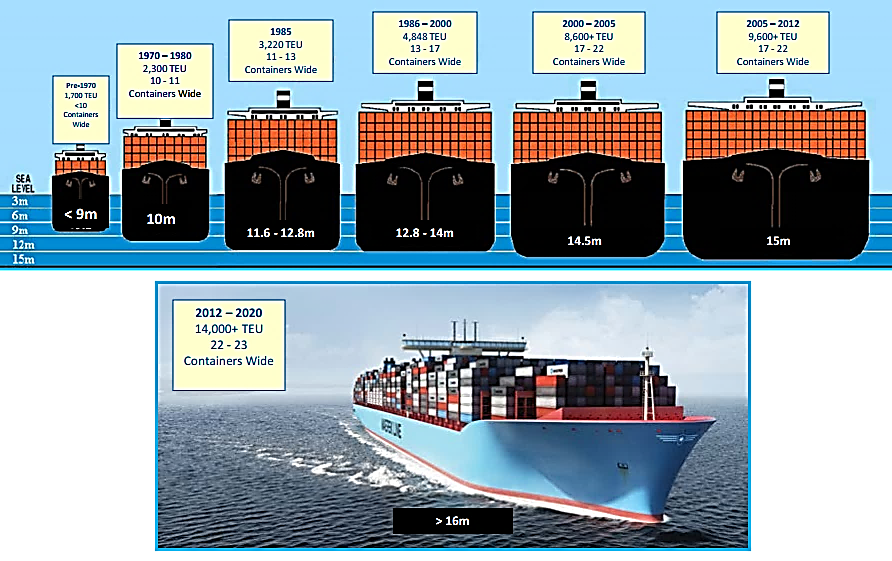 Pre-1970
1,700 TEU
<10
Containers
Wide
1970 – 1980
2,300 TEU
10 - 11
Containers Wide
1985
3,220 TEU
11 - 13
Containers Wide
1986 – 2000
4,848 TEU
13 - 17
Containers Wide
2000 – 2005
8,600+ TEU
17 - 22
Containers Wide
2005 – 2012
9,600+ TEU
17 - 22
Containers Wide
SEA
LEVEL
3m
6m
9m
12m
15m
< 9m
10m
11.6 - 12.8m
12.8 - 14m
14.5m
15m
2012 – 2020
14,000+ TEU
22 - 23
Containers Wide
MAERSK LINE
> 16m